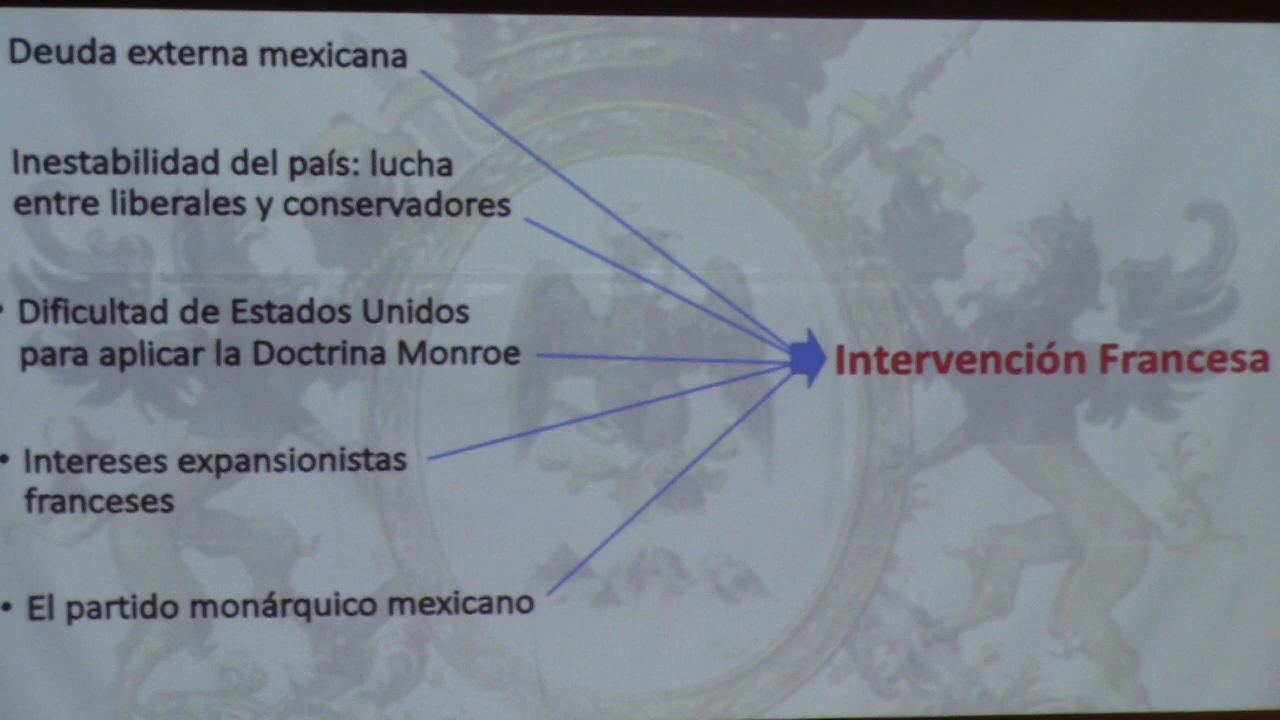 Deuda externa mexicana
Inestabilidad del país: lucha
entre liberales y conservadores
• Dificultad de Estados Unidos
para aplicar la Doctrina Monroe
• Intereses expansionistas
franceses
• El partido monárquico mexicano
Intervención Francesa